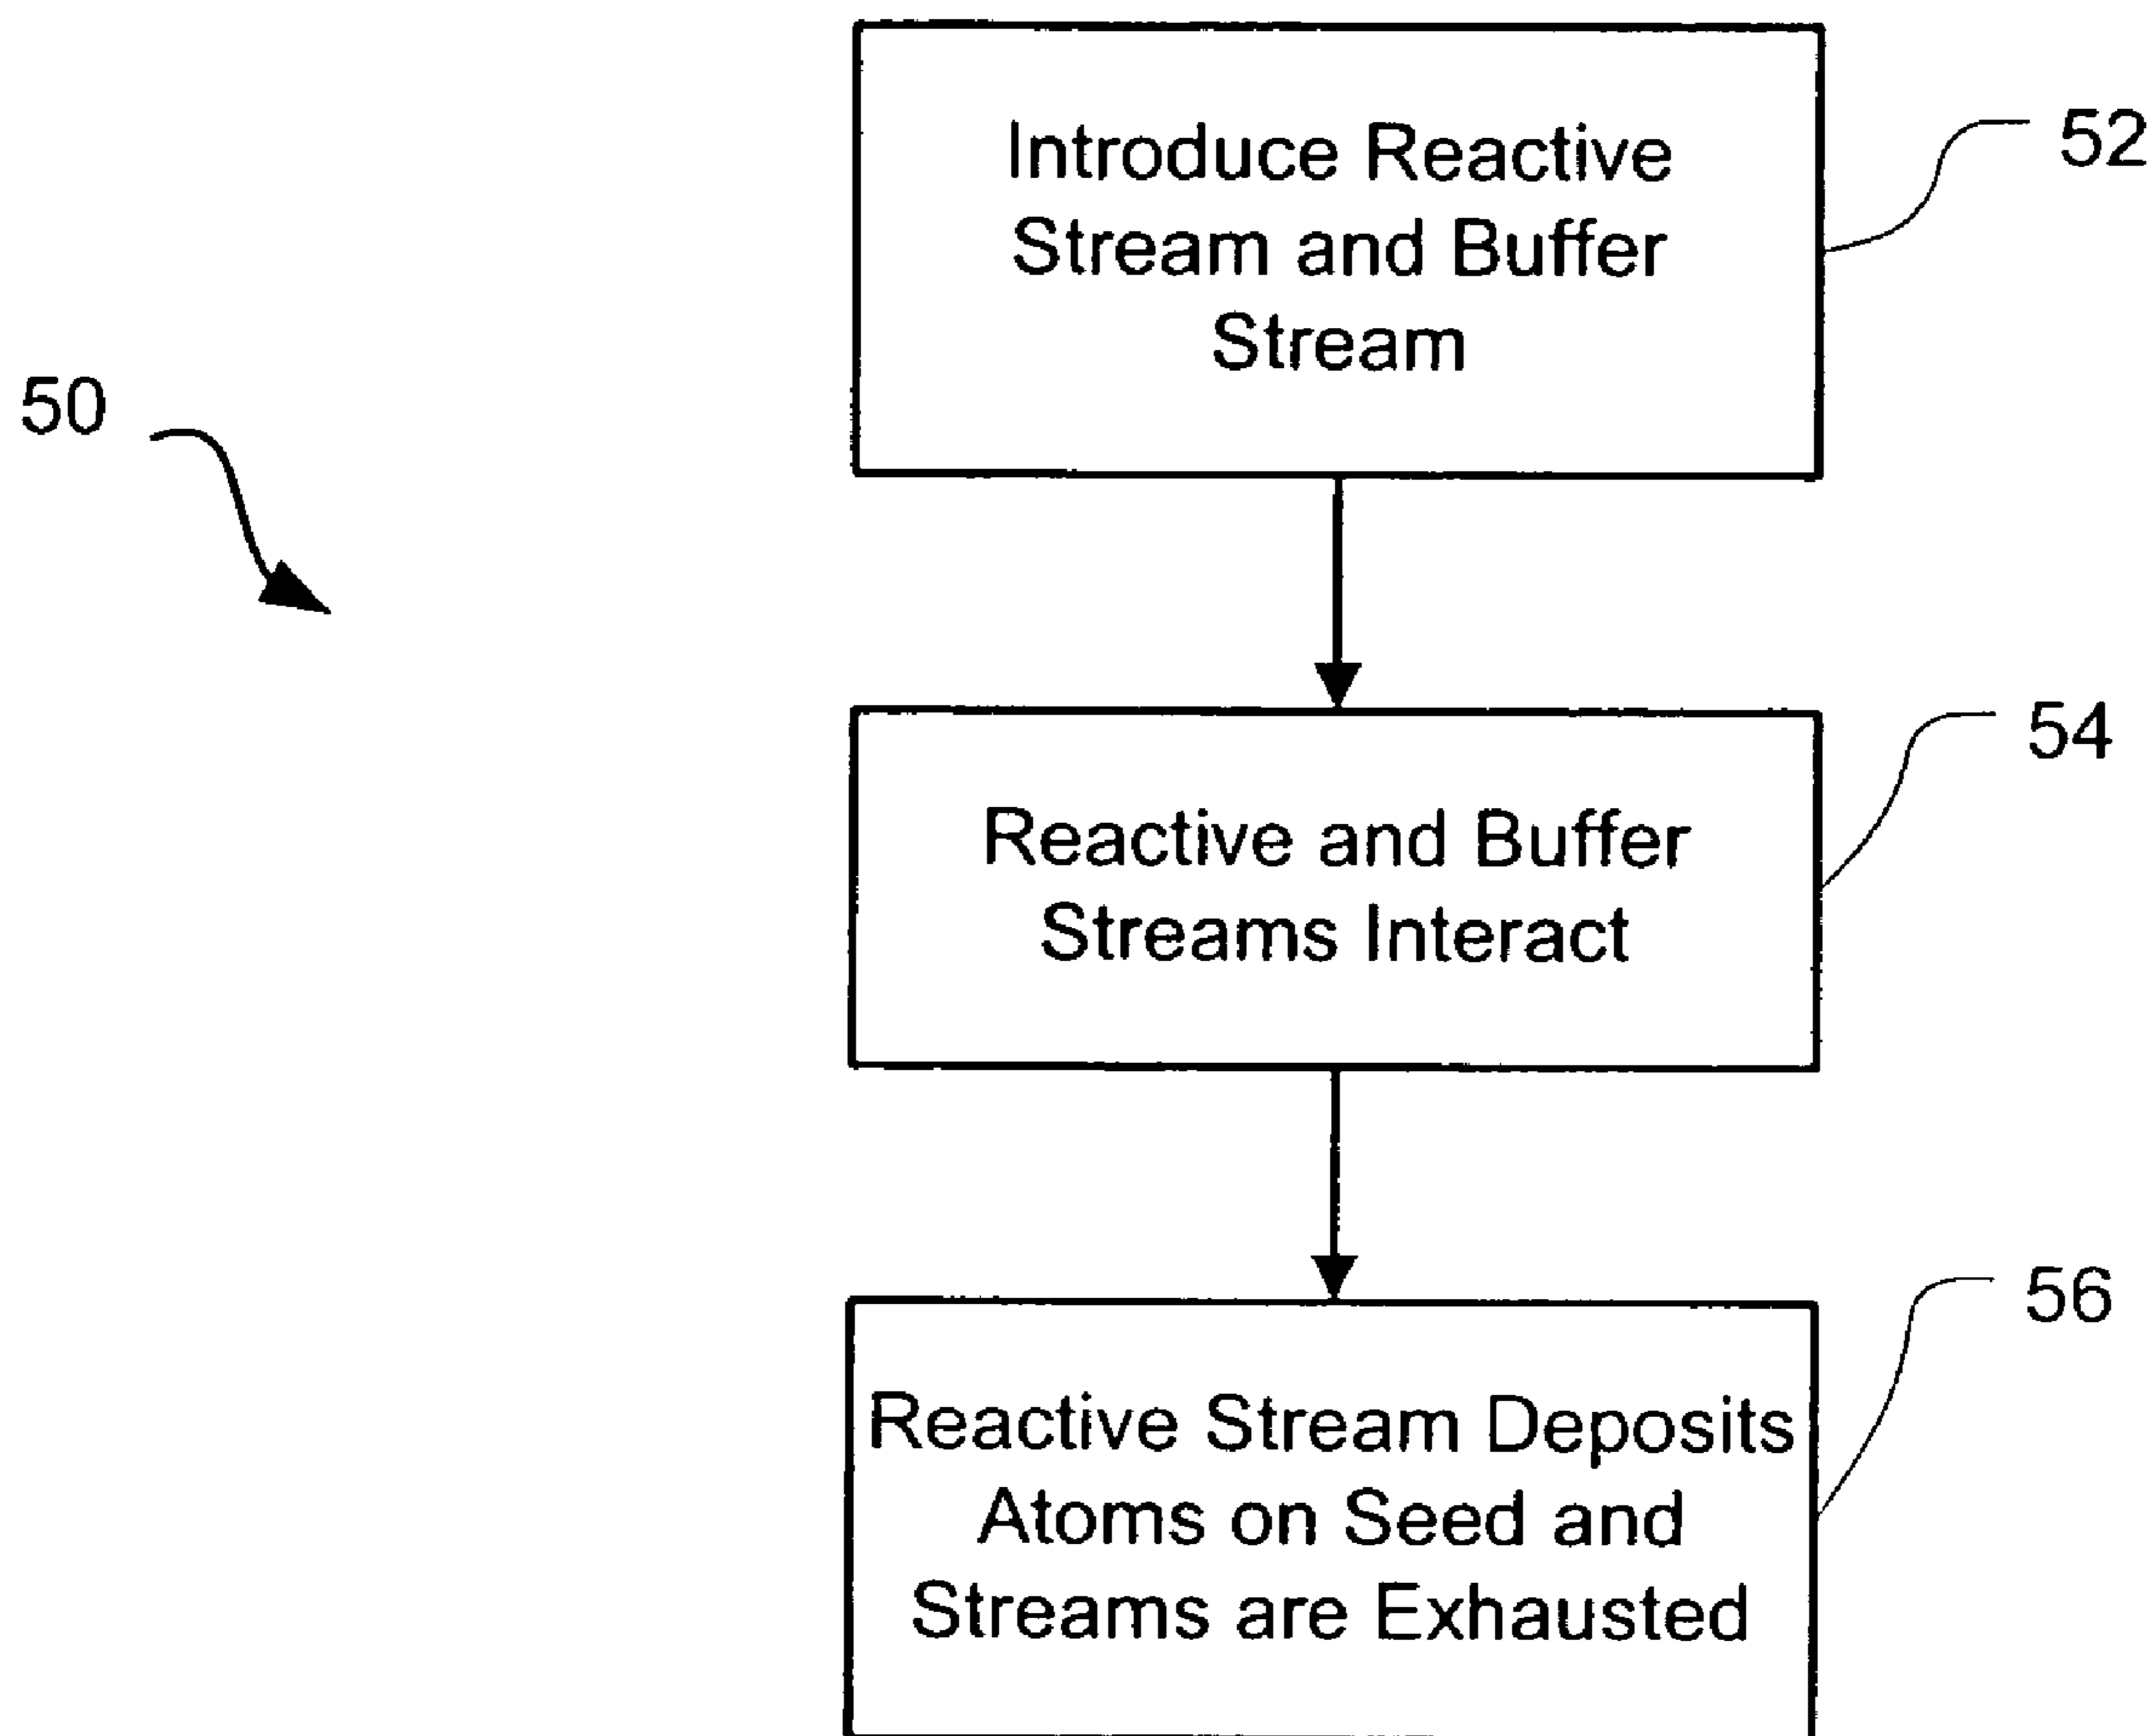 Introduce Reactive
Stream and Buffer
Stream
52
50
Reactive and Buffer
Streams Interact
54
Reactive Stream Deposits
Atoms on Seed and
Streams are Exhausted
56